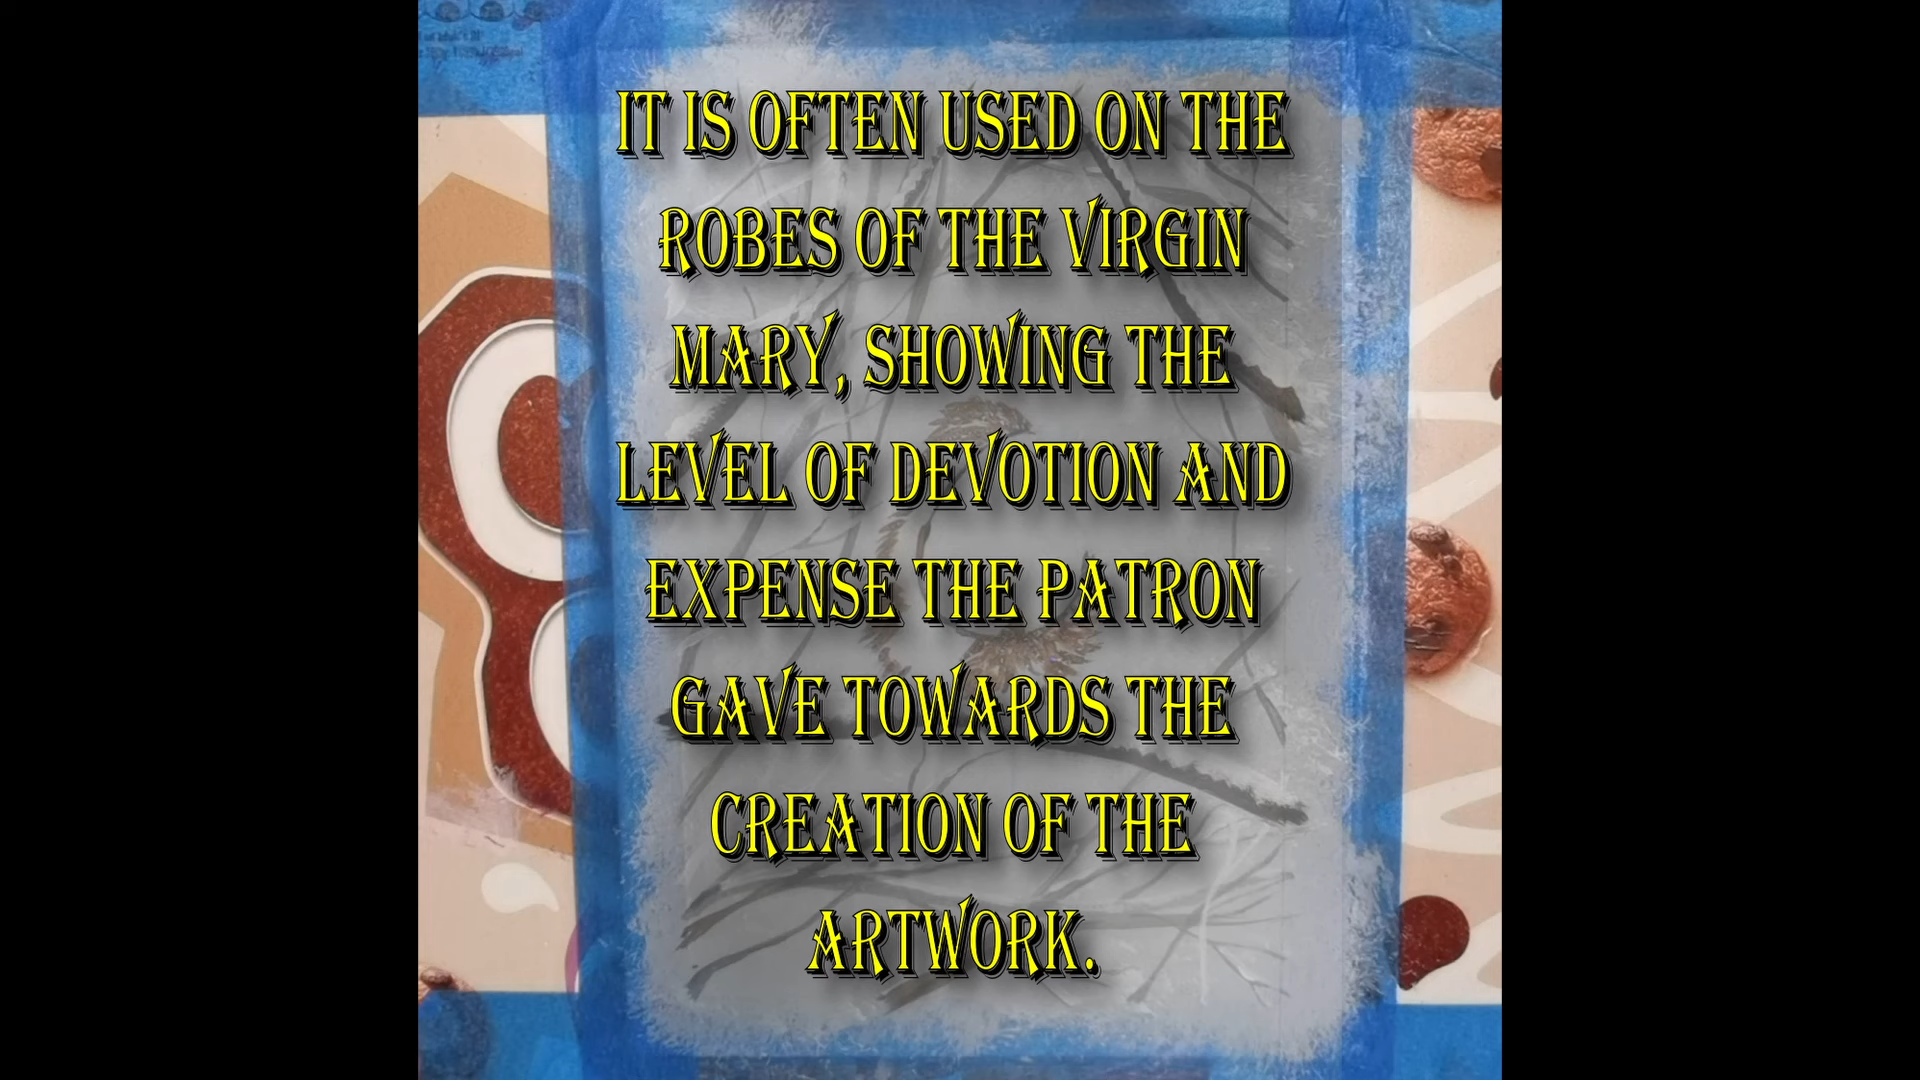 IT IS OFTEN USED ON THE
ROBES OF THE VIRGIN
MARY, SHOWING THE
LEVEL OF DEVOTION AND
EXPENSE THE PATRON
GAVE TOWARDS THE
CREATION OF THE
ARTWORK.